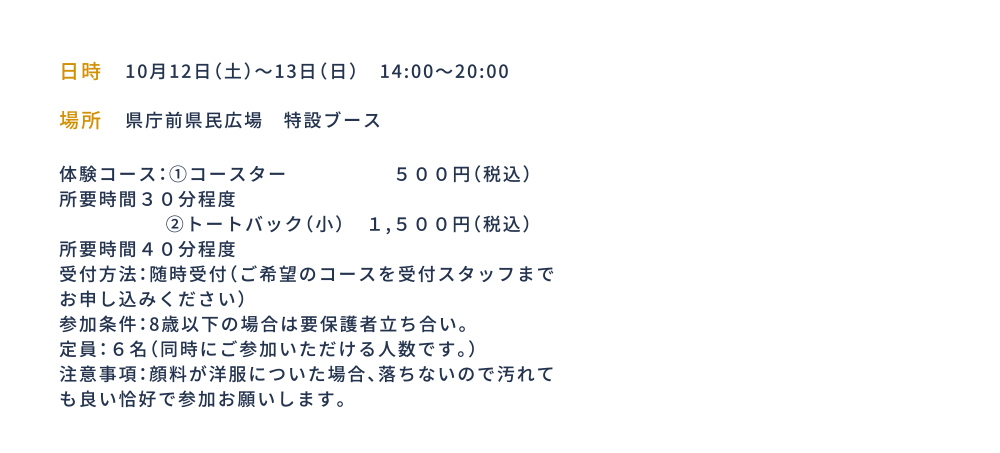 日時　10月12日（土）～13日（日）　14:00～20:00
場所　県庁前県民広場　特設ブース
体験コース：①コースター　　　　　　５００円（税込）
所要時間３０分程度
　　　　　　②トートバック（小）　１,５００円（税込）
所要時間４０分程度
受付方法：随時受付（ご希望のコースを受付スタッフまで
お申し込みください）
参加条件：8歳以下の場合は要保護者立ち合い。
定員：６名（同時にご参加いただける人数です。）
注意事項：顔料が洋服についた場合、落ちないので汚れて
も良い恰好で参加お願いします。